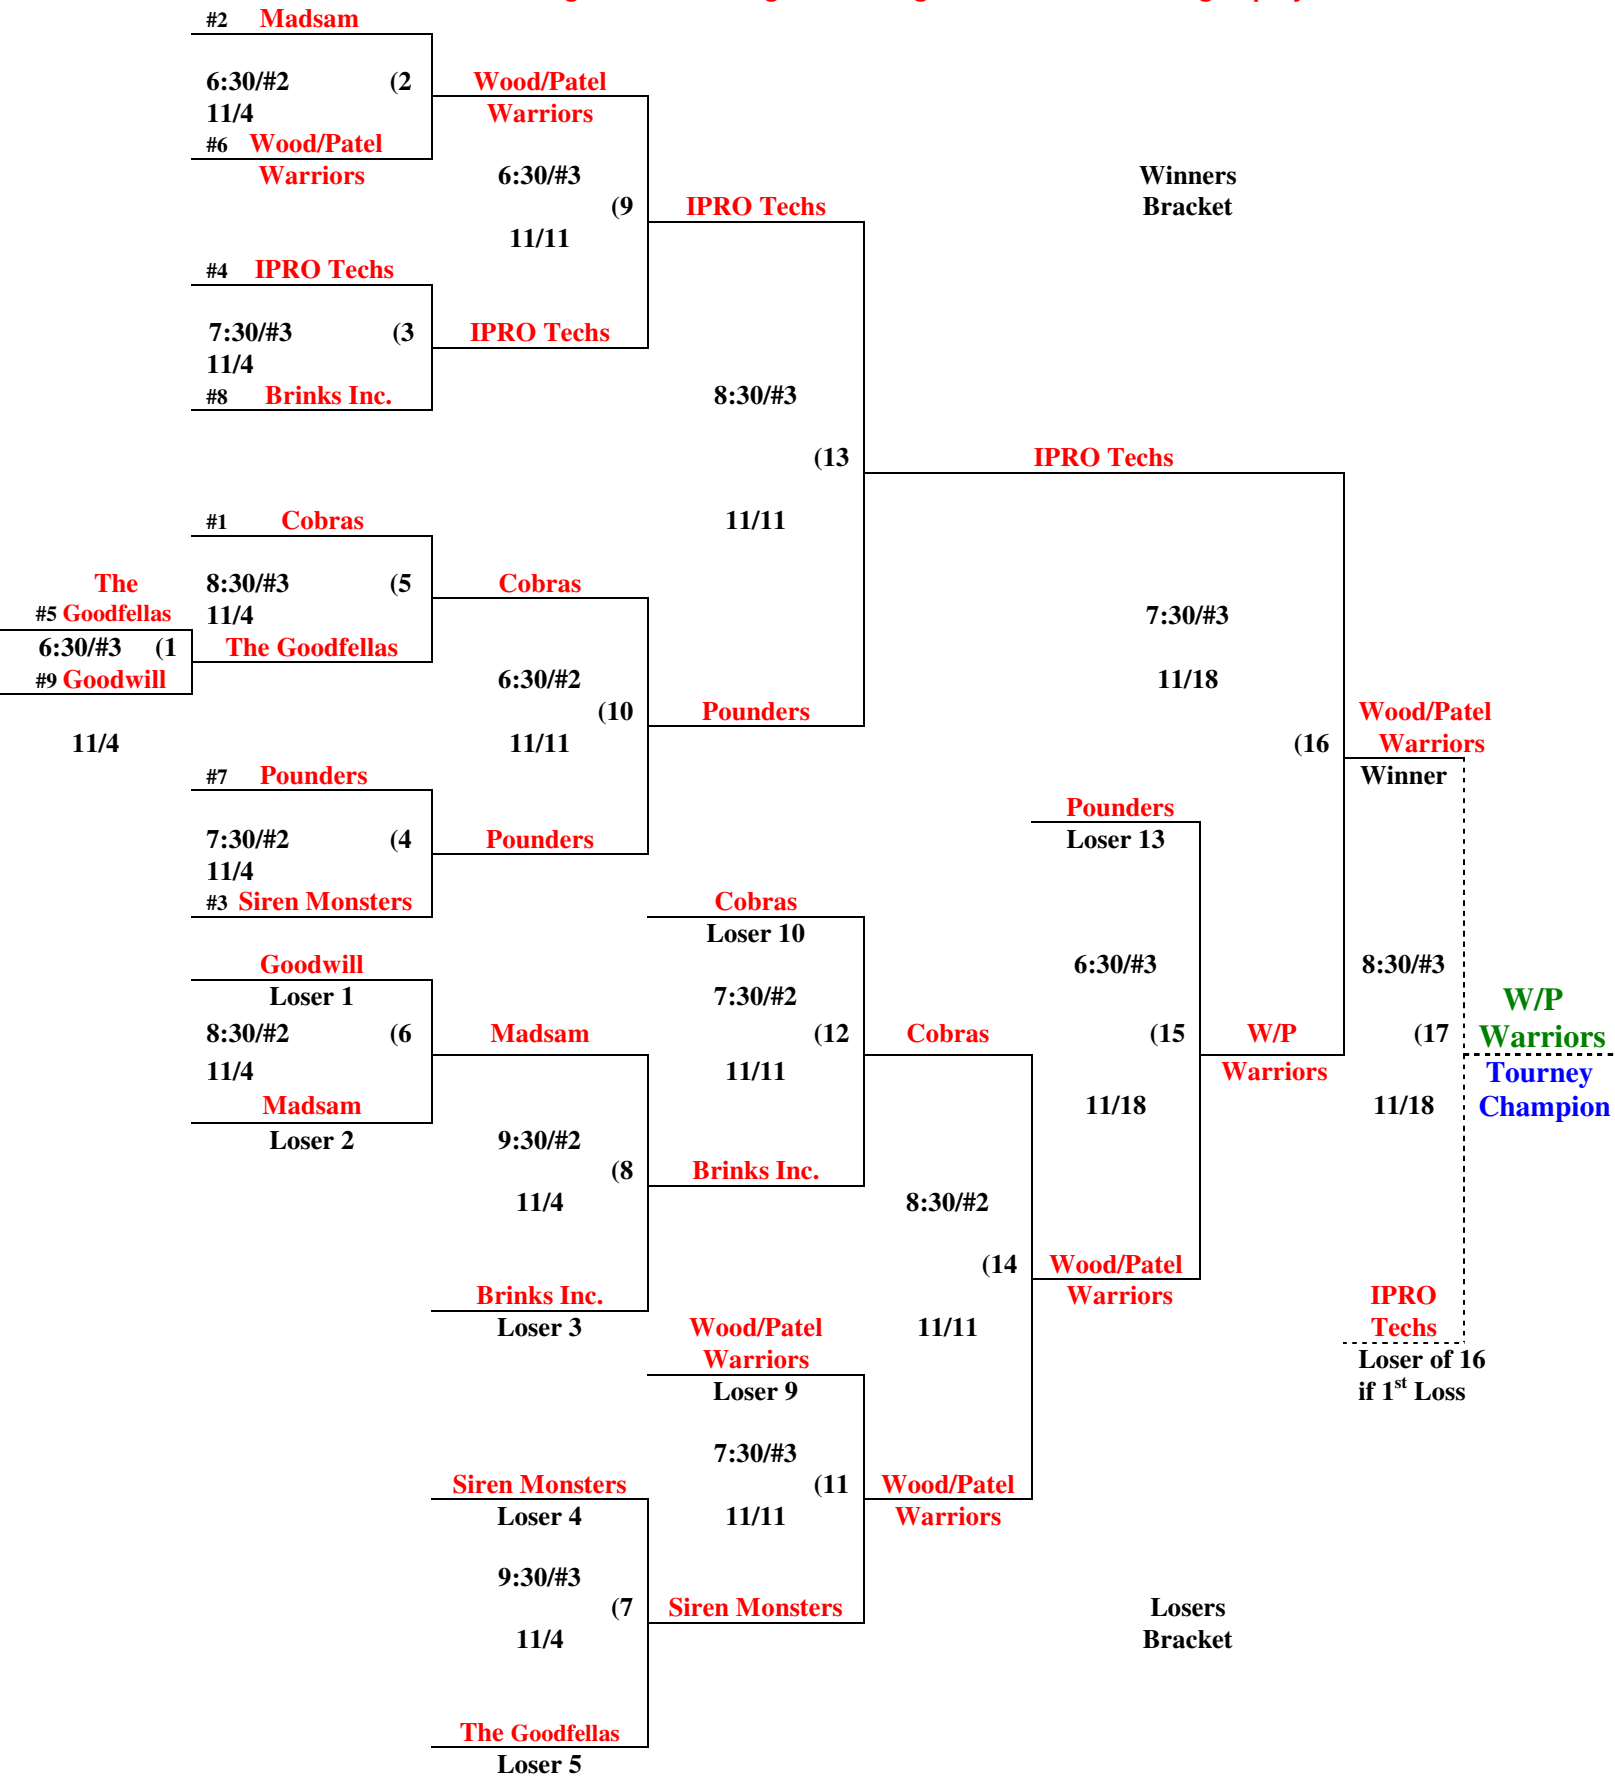 #2 Madsam
6:30/#2 (2 Wood/Patel
11/4 Warriors
#6 Wood/Patel
Warriors 6:30/#3 Winners
(9 IPRO Techs Bracket
11/11
#4 IPRO Techs
7:30/#3 (3 IPRO Techs
11/4
#8 Brinks Inc. 8:30/#3
(13 IPRO Techs
#1 Cobras 11/11
The 8:30/#3 (5 Cobras
#5 Goodfellas 11/4 7:30/#3
6:30/#3 (1 The Goodfellas
#9 Goodwill 6:30/#2 11/18
(10 Pounders Wood/Patel
11/4 11/11 (16 Warriors
#7 Pounders Winner
Pounders
7:30/#2 (4 Pounders Loser 13
11/4
#3 Siren Monsters Cobras
Loser 10
Goodwill 6:30/#3 8:30/#3
Loser 1 7:30/#2 W/P
8:30/#2 (6 Madsam (12 Cobras (15 W/P (17 Warriors
11/4 11/11 Warriors Tourney
Madsam 11/18 11/18 Champion
Loser 2 9:30/#2
(8 Brinks Inc.
11/4 8:30/#2
(14 Wood/Patel
Brinks Inc. Warriors IPRO
Loser 3 Wood/Patel 11/11 Techs
Warriors Loser of 16
Loser 9 if 1st Loss
7:30/#3
Siren Monsters (11 Wood/Patel
Loser 4 11/11 Warriors
9:30/#3
(7 Siren Monsters Losers
11/4 Bracket
The Goodfellas
Loser 5